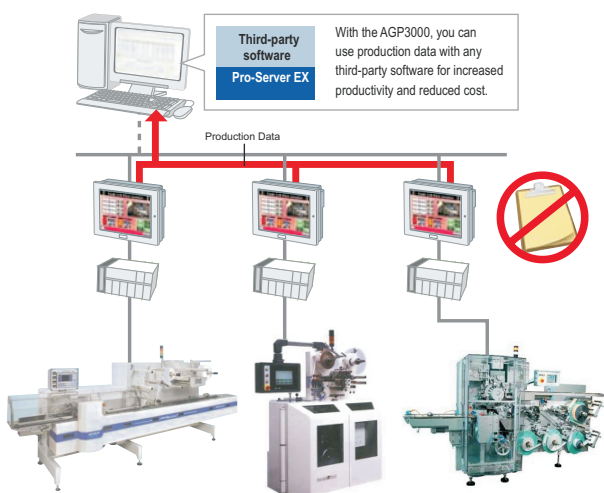 Third-party
software
Pro-Server EX
With the AGP3000, you can
use production data with any
third-party software for increased
productivity and reduced cost.
Production Data